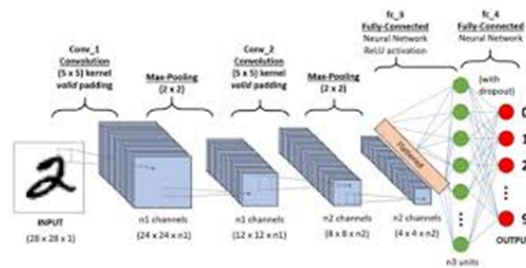 fc_3
Fully-Connected
Neural Network
ReLU activation
fc_4
Fully-Connected
Neural Network
Conv_1
Convolution
(5 x 5) kernel
valid padding
Max-Pooling
(2 x 2)
Conv_2
Convolution
(5 x 5) kernel
valid padding
Max-Pooling
(2 x 2)
(with
dropout)
Flattened
2
0
1
2
9
INPUT
(28 x 28 x 1)
n1 channels
(24 x 24 x n1)
n1 channels
(12 x 12 x n1)
n2 channels
(8 x 8 x n2)
n2 channels
(4 x 4 x n2)
n3 units
OUTPUT